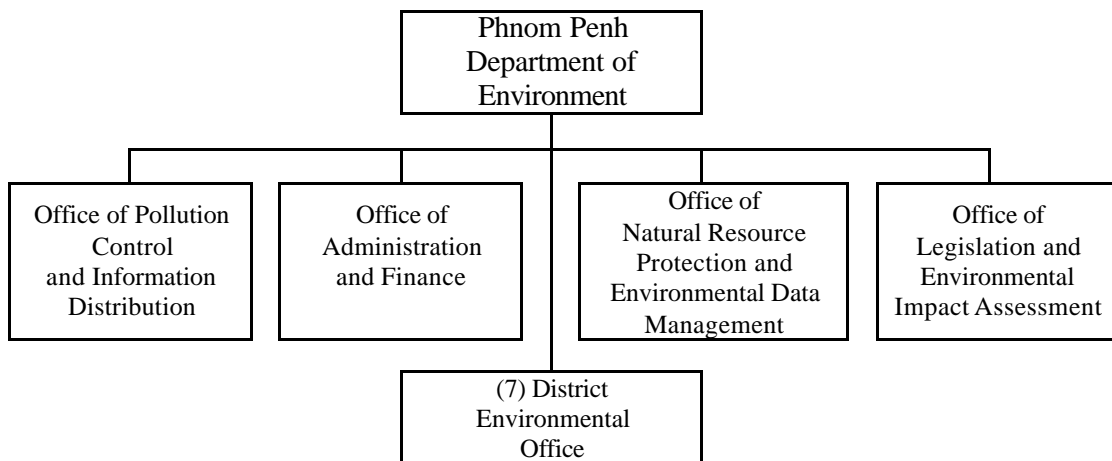 Phnom Penh
Department of
Environment
Office of Pollution
Control
and Information
Distribution
Office of
Administration
and Finance
Office of
Natural Resource
Protection and
Environmental Data
Management
Office of
Legislation and
Environmental
Impact Assessment
(7) District
Environmental
Office